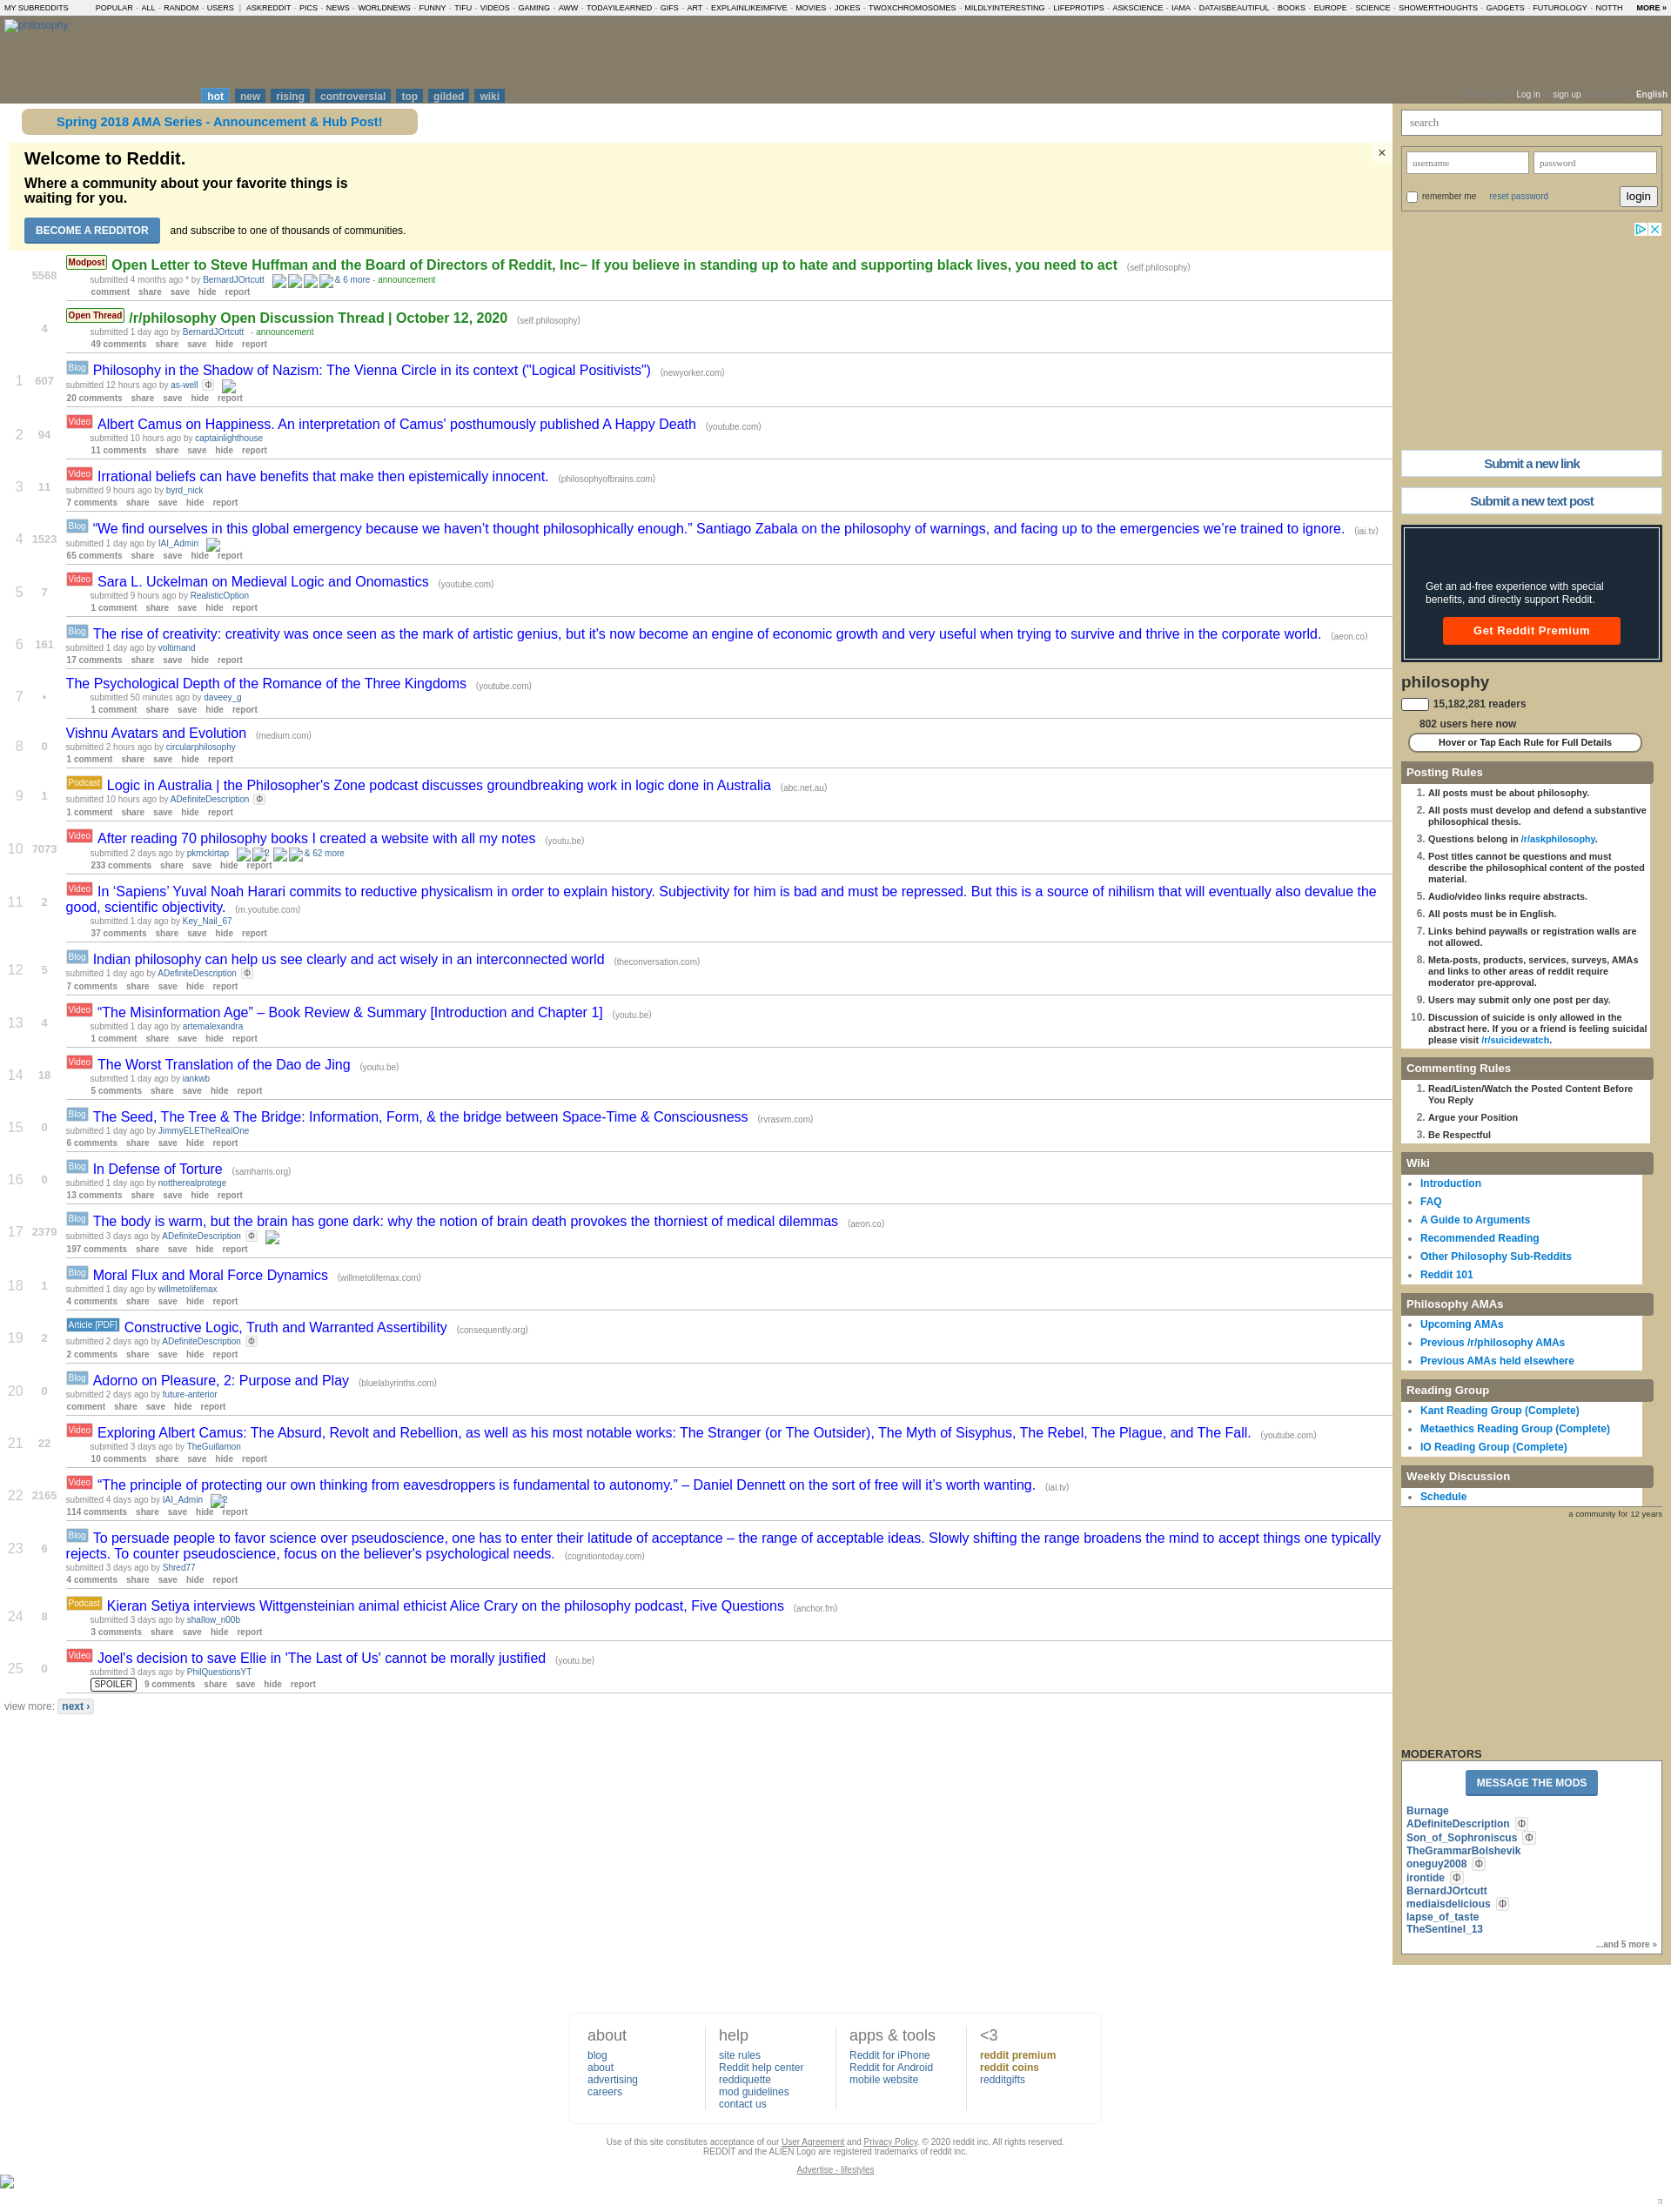 MY SUBREDDITS POPULAR - ALL - RANDOM - USERS | ASKREDDIT - PICS - NEWS - WORLDNEWS - FUNNY - TIFU - VIDEOS - GAMING - AWW - TODAYILEARNED - GIFS - ART - EXPLAINLIKEIMFIVE - MOVIES - JOKES - TWOXCHROMOSOMES - MILDLYINTERESTING - LIFEPROTIPS - ASKSCIENCE - IAMA - DATAISBEAUTIFUL - BOOKS - EUROPE - SCIENCE - SHOWERTHOUGHTS - GADGETS - FUTUROLOGY - NOTTH MORE »
philosophy
hot new rising controversial top gilded wiki
Log in sign up English
Spring 2018 AMA Series - Announcement & Hub Post!
Welcome to Reddit.
×
Where a community about your favorite things is
waiting for you.
BECOME A REDDITOR and subscribe to one of thousands of communities.
5568
Modpost Open Letter to Steve Huffman and the Board of Directors of Reddit, Inc– If you believe in standing up to hate and supporting black lives, you need to act (self.philosophy)
submitted 4 months ago * by BernardJOrtcutt & 6 more - announcement
comment share save hide report
4
Open Thread /r/philosophy Open Discussion Thread | October 12, 2020 (self.philosophy)
submitted 1 day ago by BernardJOrtcutt - announcement
49 comments share save hide report
1 607
Blog Philosophy in the Shadow of Nazism: The Vienna Circle in its context ("Logical Positivists") (newyorker.com)
submitted 12 hours ago by as-well Φ
20 comments share save hide report
2 94
Video Albert Camus on Happiness. An interpretation of Camus' posthumously published A Happy Death (youtube.com)
submitted 10 hours ago by captainlighthouse
11 comments share save hide report
3 11
Video Irrational beliefs can have benefits that make then epistemically innocent. (philosophyofbrains.com)
submitted 9 hours ago by byrd_nick
7 comments share save hide report
4 1523
Blog “We find ourselves in this global emergency because we haven’t thought philosophically enough.” Santiago Zabala on the philosophy of warnings, and facing up to the emergencies we’re trained to ignore. (iai.tv)
submitted 1 day ago by IAI_Admin
65 comments share save hide report
5 7
Video Sara L. Uckelman on Medieval Logic and Onomastics (youtube.com)
submitted 9 hours ago by RealisticOption
1 comment share save hide report
6 161
Blog The rise of creativity: creativity was once seen as the mark of artistic genius, but it's now become an engine of economic growth and very useful when trying to survive and thrive in the corporate world. (aeon.co)
submitted 1 day ago by voltimand
17 comments share save hide report
7 •
The Psychological Depth of the Romance of the Three Kingdoms (youtube.com)
submitted 50 minutes ago by daveey_g
1 comment share save hide report
8 0
Vishnu Avatars and Evolution (medium.com)
submitted 2 hours ago by circularphilosophy
1 comment share save hide report
9 1
Podcast Logic in Australia | the Philosopher's Zone podcast discusses groundbreaking work in logic done in Australia (abc.net.au)
submitted 10 hours ago by ADefiniteDescription Φ
1 comment share save hide report
10 7073
Video After reading 70 philosophy books I created a website with all my notes (youtu.be)
submitted 2 days ago by pkmckirtap 2 & 62 more
233 comments share save hide report
11 2
Video In ‘Sapiens’ Yuval Noah Harari commits to reductive physicalism in order to explain history. Subjectivity for him is bad and must be repressed. But this is a source of nihilism that will eventually also devalue the
good, scientific objectivity. (m.youtube.com)
submitted 1 day ago by Key_Nail_67
37 comments share save hide report
12 5
Blog Indian philosophy can help us see clearly and act wisely in an interconnected world (theconversation.com)
submitted 1 day ago by ADefiniteDescription Φ
7 comments share save hide report
13 4
Video “The Misinformation Age” – Book Review & Summary [Introduction and Chapter 1] (youtu.be)
submitted 1 day ago by artemalexandra
1 comment share save hide report
14 18
Video The Worst Translation of the Dao de Jing (youtu.be)
submitted 1 day ago by iankwb
5 comments share save hide report
15 0
Blog The Seed, The Tree & The Bridge: Information, Form, & the bridge between Space-Time & Consciousness (rvrasvm.com)
submitted 1 day ago by JimmyELETheRealOne
6 comments share save hide report
16 0
Blog In Defense of Torture (samharris.org)
submitted 1 day ago by nottherealprotege
13 comments share save hide report
17 2379
Blog The body is warm, but the brain has gone dark: why the notion of brain death provokes the thorniest of medical dilemmas (aeon.co)
submitted 3 days ago by ADefiniteDescription Φ
197 comments share save hide report
18 1
Blog Moral Flux and Moral Force Dynamics (willmetolifemax.com)
submitted 1 day ago by willmetolifemax
4 comments share save hide report
19 2
Article [PDF] Constructive Logic, Truth and Warranted Assertibility (consequently.org)
submitted 2 days ago by ADefiniteDescription Φ
2 comments share save hide report
20 0
Blog Adorno on Pleasure, 2: Purpose and Play (bluelabyrinths.com)
submitted 2 days ago by future-anterior
comment share save hide report
21 22
Video Exploring Albert Camus: The Absurd, Revolt and Rebellion, as well as his most notable works: The Stranger (or The Outsider), The Myth of Sisyphus, The Rebel, The Plague, and The Fall. (youtube.com)
submitted 3 days ago by TheGuillamon
10 comments share save hide report
22 2165
Video “The principle of protecting our own thinking from eavesdroppers is fundamental to autonomy.” – Daniel Dennett on the sort of free will it’s worth wanting. (iai.tv)
submitted 4 days ago by IAI_Admin 2
114 comments share save hide report
23 6
Blog To persuade people to favor science over pseudoscience, one has to enter their latitude of acceptance – the range of acceptable ideas. Slowly shifting the range broadens the mind to accept things one typically
rejects. To counter pseudoscience, focus on the believer's psychological needs. (cognitiontoday.com)
submitted 3 days ago by Shred77
4 comments share save hide report
24 8
Podcast Kieran Setiya interviews Wittgensteinian animal ethicist Alice Crary on the philosophy podcast, Five Questions (anchor.fm)
submitted 3 days ago by shallow_n00b
3 comments share save hide report
25 0
Video Joel's decision to save Ellie in 'The Last of Us' cannot be morally justified (youtu.be)
submitted 3 days ago by PhilQuestionsYT
SPOILER 9 comments share save hide report
view more: next ›
search
username password
remember me reset password login
Submit a new link
Submit a new text post
Get an ad-free experience with special
benefits, and directly support Reddit.
Get Reddit Premium
philosophy
15,182,281 readers
802 users here now
Hover or Tap Each Rule for Full Details
Posting Rules
1. All posts must be about philosophy.
2. All posts must develop and defend a substantive
philosophical thesis.
3. Questions belong in /r/askphilosophy.
4. Post titles cannot be questions and must
describe the philosophical content of the posted
material.
5. Audio/video links require abstracts.
6. All posts must be in English.
7. Links behind paywalls or registration walls are
not allowed.
8. Meta-posts, products, services, surveys, AMAs
and links to other areas of reddit require
moderator pre-approval.
9. Users may submit only one post per day.
10. Discussion of suicide is only allowed in the
abstract here. If you or a friend is feeling suicidal
please visit /r/suicidewatch.
Commenting Rules
1. Read/Listen/Watch the Posted Content Before
You Reply
2. Argue your Position
3. Be Respectful
Wiki
• Introduction
• FAQ
• A Guide to Arguments
• Recommended Reading
• Other Philosophy Sub-Reddits
• Reddit 101
Philosophy AMAs
• Upcoming AMAs
• Previous /r/philosophy AMAs
• Previous AMAs held elsewhere
Reading Group
• Kant Reading Group (Complete)
• Metaethics Reading Group (Complete)
• IO Reading Group (Complete)
Weekly Discussion
• Schedule
a community for 12 years
MODERATORS
MESSAGE THE MODS
Burnage
ADefiniteDescription Φ
Son_of_Sophroniscus Φ
TheGrammarBolshevik
oneguy2008 Φ
irontide Φ
BernardJOrtcutt
mediaisdelicious Φ
lapse_of_taste
TheSentinel_13
...and 5 more »
about
blog
about
advertising
careers
help
site rules
Reddit help center
reddiquette
mod guidelines
contact us
apps & tools
Reddit for iPhone
Reddit for Android
mobile website
<3
reddit premium
reddit coins
redditgifts
Use of this site constitutes acceptance of our User Agreement and Privacy Policy. © 2020 reddit inc. All rights reserved.
REDDIT and the ALIEN Logo are registered trademarks of reddit inc.
Advertise - lifestyles
π